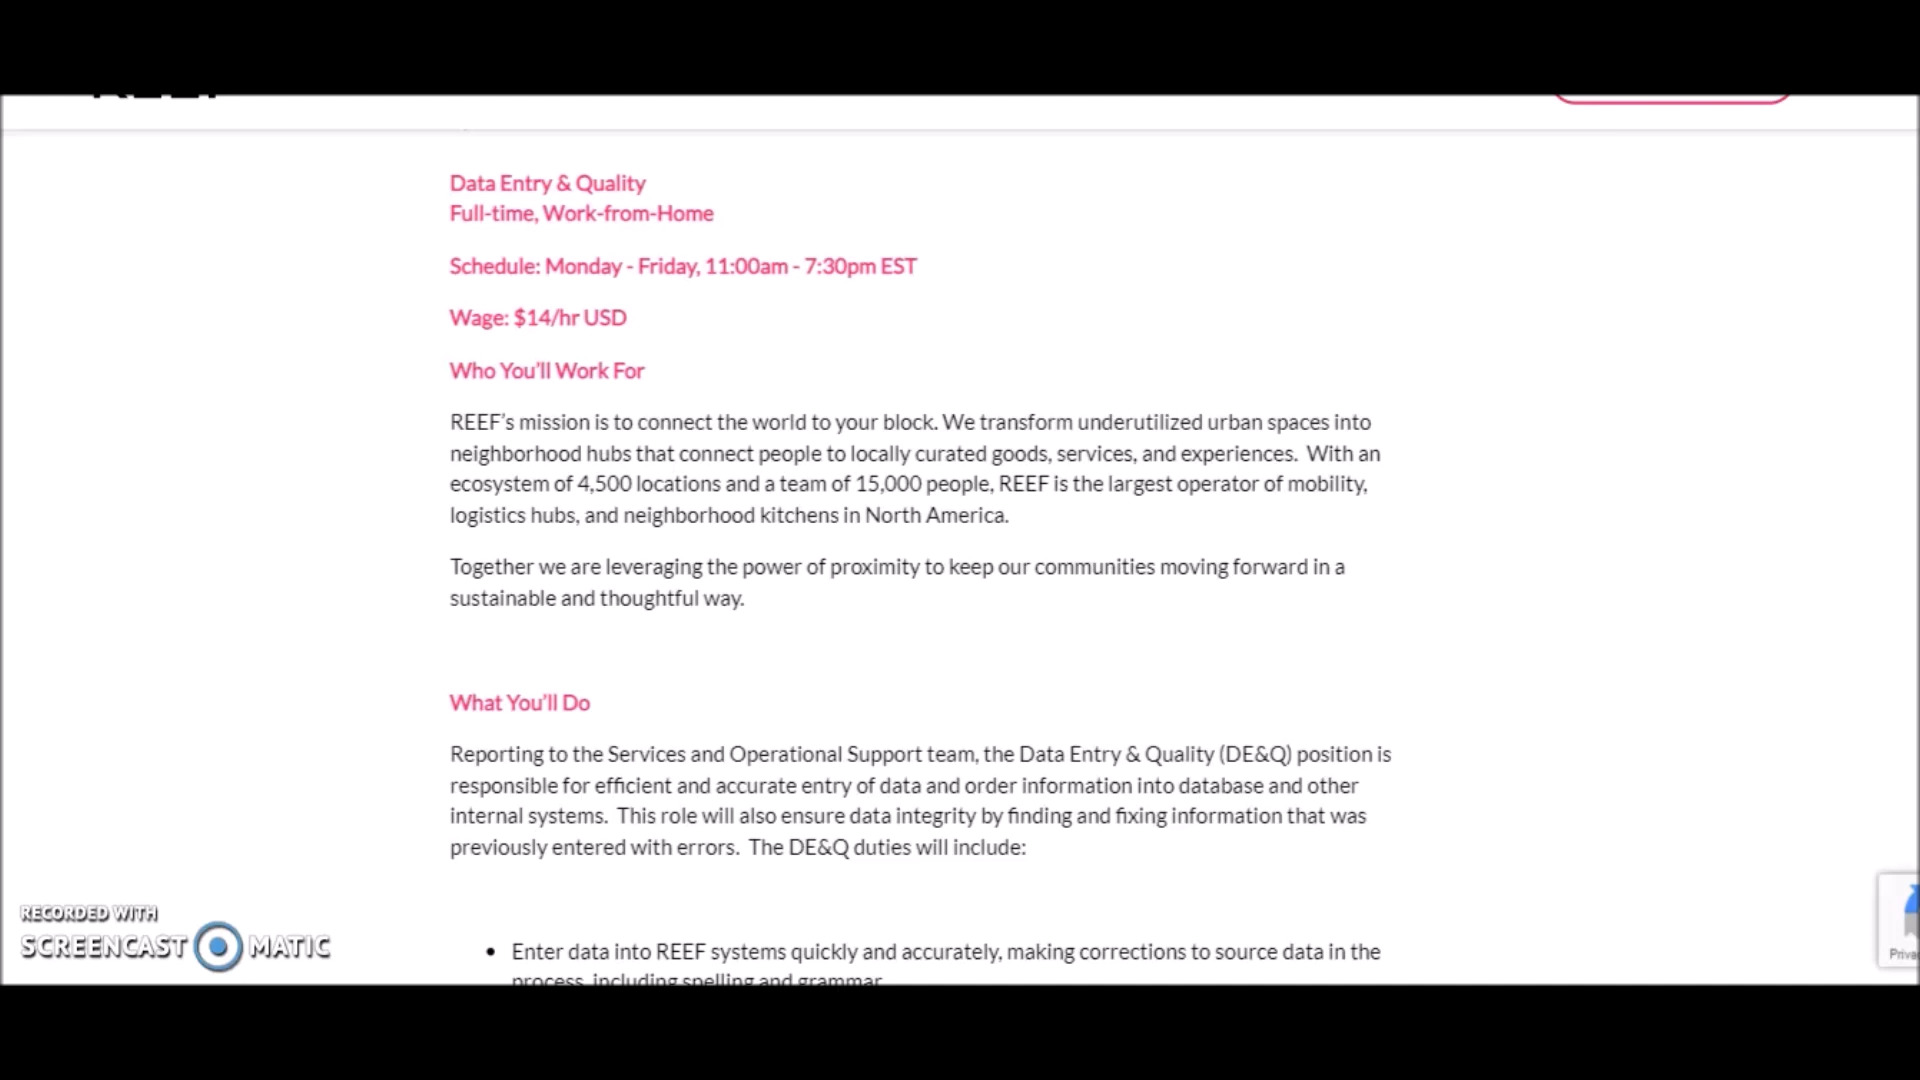 Data Entry & Quality
Full-time, Work-from-Home
Schedule: Monday - Friday, 11:00am - 7:30pm EST
Wage: $14/hr USD
Who You'll Work For
REEF's mission is to connect the world to your block. We transform underutilized urban spaces into
neighborhood hubs that connect people to locally curated goods, services, and experiences.  With an
ecosystem of 4,500 locations and a team of 15,000 people, REEF is the largest operator of mobility,
logistics hubs, and neighborhood kitchens in North America.
Together we are leveraging the power of proximity to keep our communities moving forward in a
sustainable and thoughtful way.
What You'll Do
Reporting to the Services and Operational Support team, the Data Entry & Quality (DE&Q) position is
responsible for efficient and accurate entry of data and order information into database and other
internal systems.  This role will also ensure data integrity by finding and fixing information that was
previously entered with errors.  The DE&Q duties will include:
• Enter data into REEF systems quickly and accurately, making corrections to source data in the
process, including spelling and grammar
RECORDED WITH
SCREENCAST MATIC